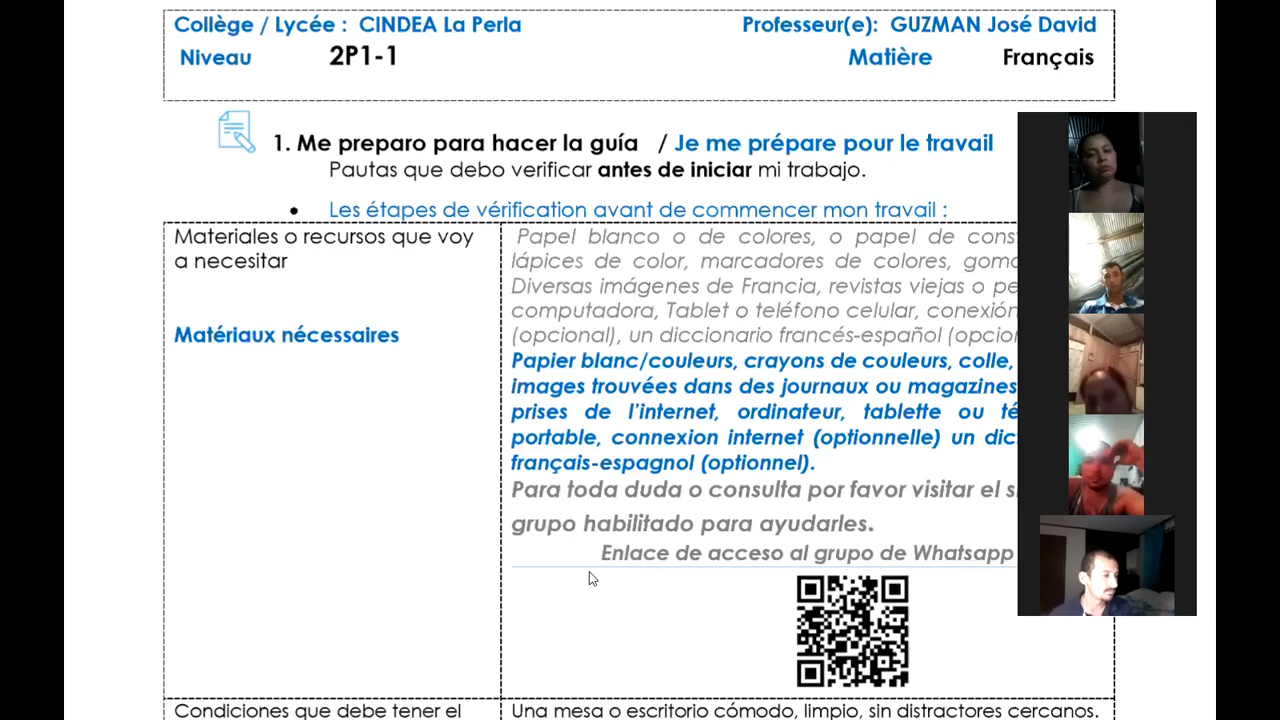 Collège / Lycée : CINDEA La Perla Professeur(e): GUZMAN José David
Niveau 2P1-1 Matière Français
1. Me preparo para hacer la guía / Je me prépare pour le travail
Pautas que debo verificar antes de iniciar mi trabajo.
• Les étapes de vérification avant de commencer mon travail :
Materiales o recursos que voy
a necesitar
Matériaux nécessaires
Papel blanco o de colores, o papel de
lápices de color, marcadores de colores,
Diversas imágenes de Francia, revistas viejas o
computadora, Tablet o teléfono celular, conexión
(opcional), un diccionario francés-español
Papier blanc/couleurs, crayons de couleurs, colle,
images trouvées dans des journaux ou magazines
prises de l'internet, ordinateur, tablette ou
portable, connexion internet (optionnelle) un
français-espagnol (optionnel).
Para toda duda o consulta por favor visitar el
grupo habilitado para ayudarles.
Enlace de acceso al grupo de Whatsapp
Condiciones que debe tener el
Una mesa o escritorio cómodo, limpio, sin distractores cercanos.